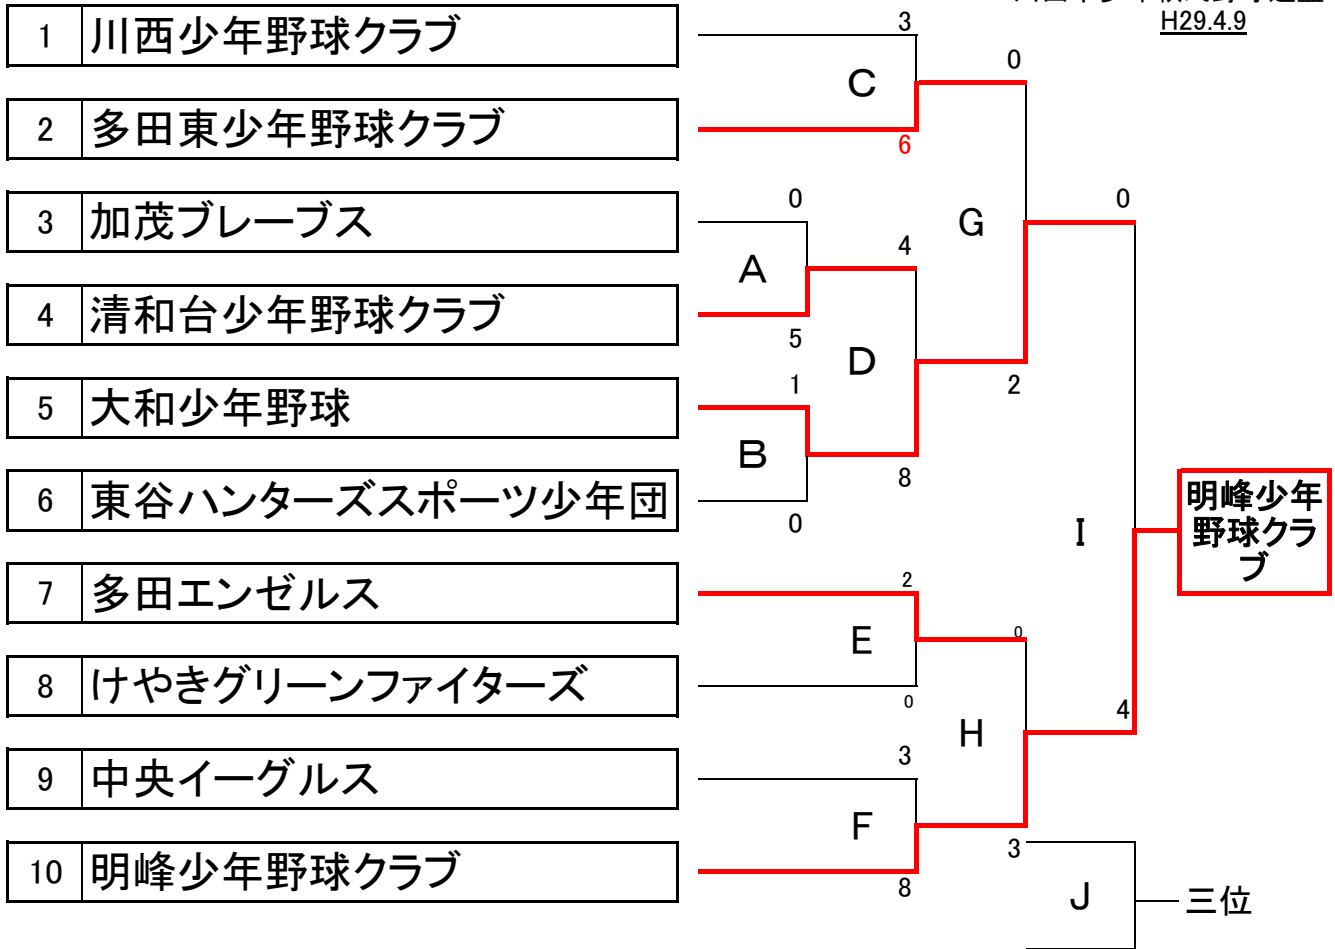 H29.4.9
1 川西少年野球クラブ
2 多田東少年野球クラブ
3 加茂ブレーブス
4 清和台少年野球クラブ
5 大和少年野球
6 東谷ハンターズスポーツ少年団
7 多田エンゼルス
8 けやきグリーンファイターズ
9 中央イーグルス
10 明峰少年野球クラブ
3
C
6
0
A
5
1
B
0
4
D
8
2
E
0
3
F
8
0
G
2
0
H
3
0
I
4
明峰少年
野球クラ
ブ
J
三位